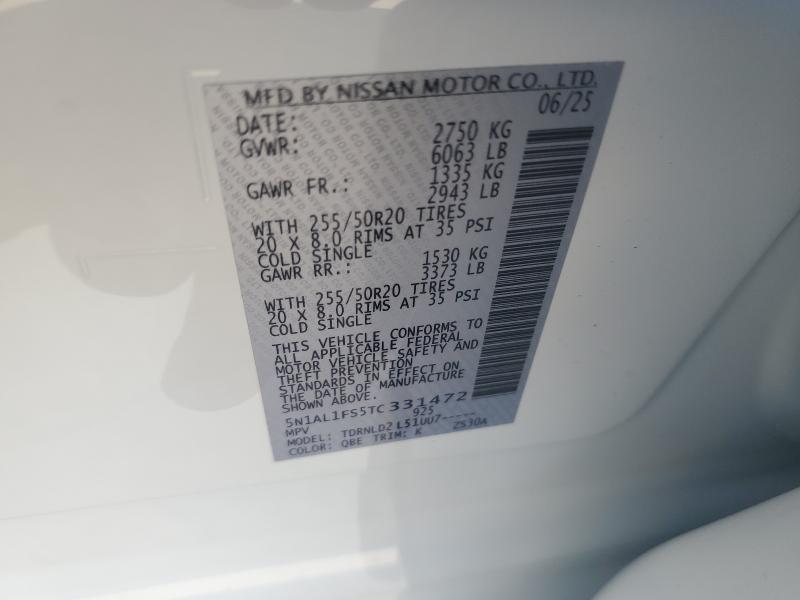 MFD BY NISSAN MOTOR CO., LTD.
DATE: 06/25
GVWR: 2750 KG
6063 LB
GAWR FR.: 1335 KG
2943 LB
WITH 255/50R20 TIRES
20 X 8.0 RIMS AT 35 PSI
COLD SINGLE
GAWR RR.: 1530 KG
3373 LB
WITH 255/50R20 TIRES
20 X 8.0 RIMS AT 35 PSI
COLD SINGLE
THIS VEHICLE CONFORMS TO
ALL APPLICABLE FEDERAL
MOTOR VEHICLE SAFETY AND
THEFT PREVENTION
STANDARDS IN EFFECT ON
THE DATE OF MANUFACTURE
SHOWN ABOVE.
5N1AL1FS5TC331472
MPV 925
MODEL: TDRNLD2 L51UU7-----
COLOR: QBE TRIM: K ZS30A